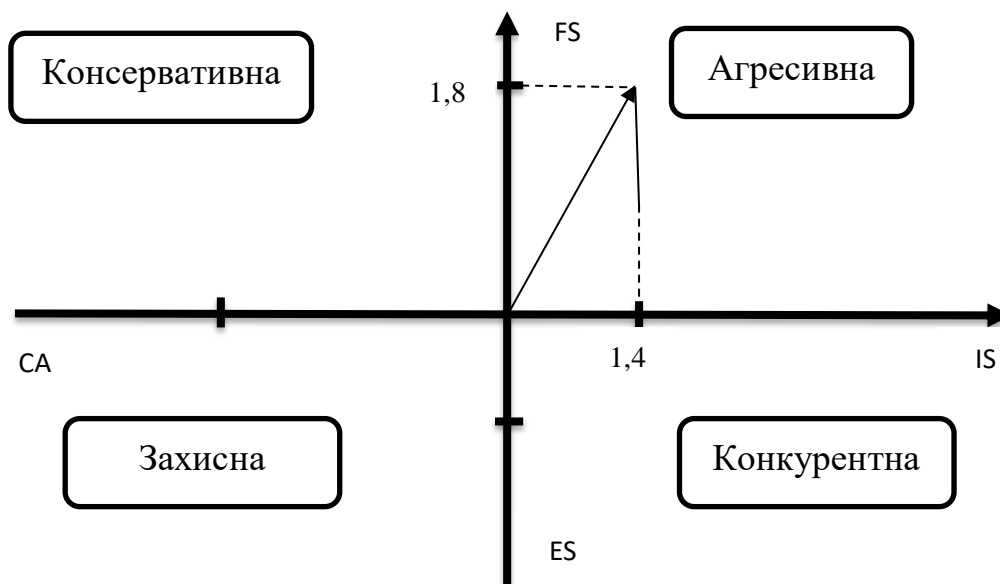 FS
Консервативна
Агресивна
1,8
CA
1,4
IS
Захисна
Конкурентна
ES